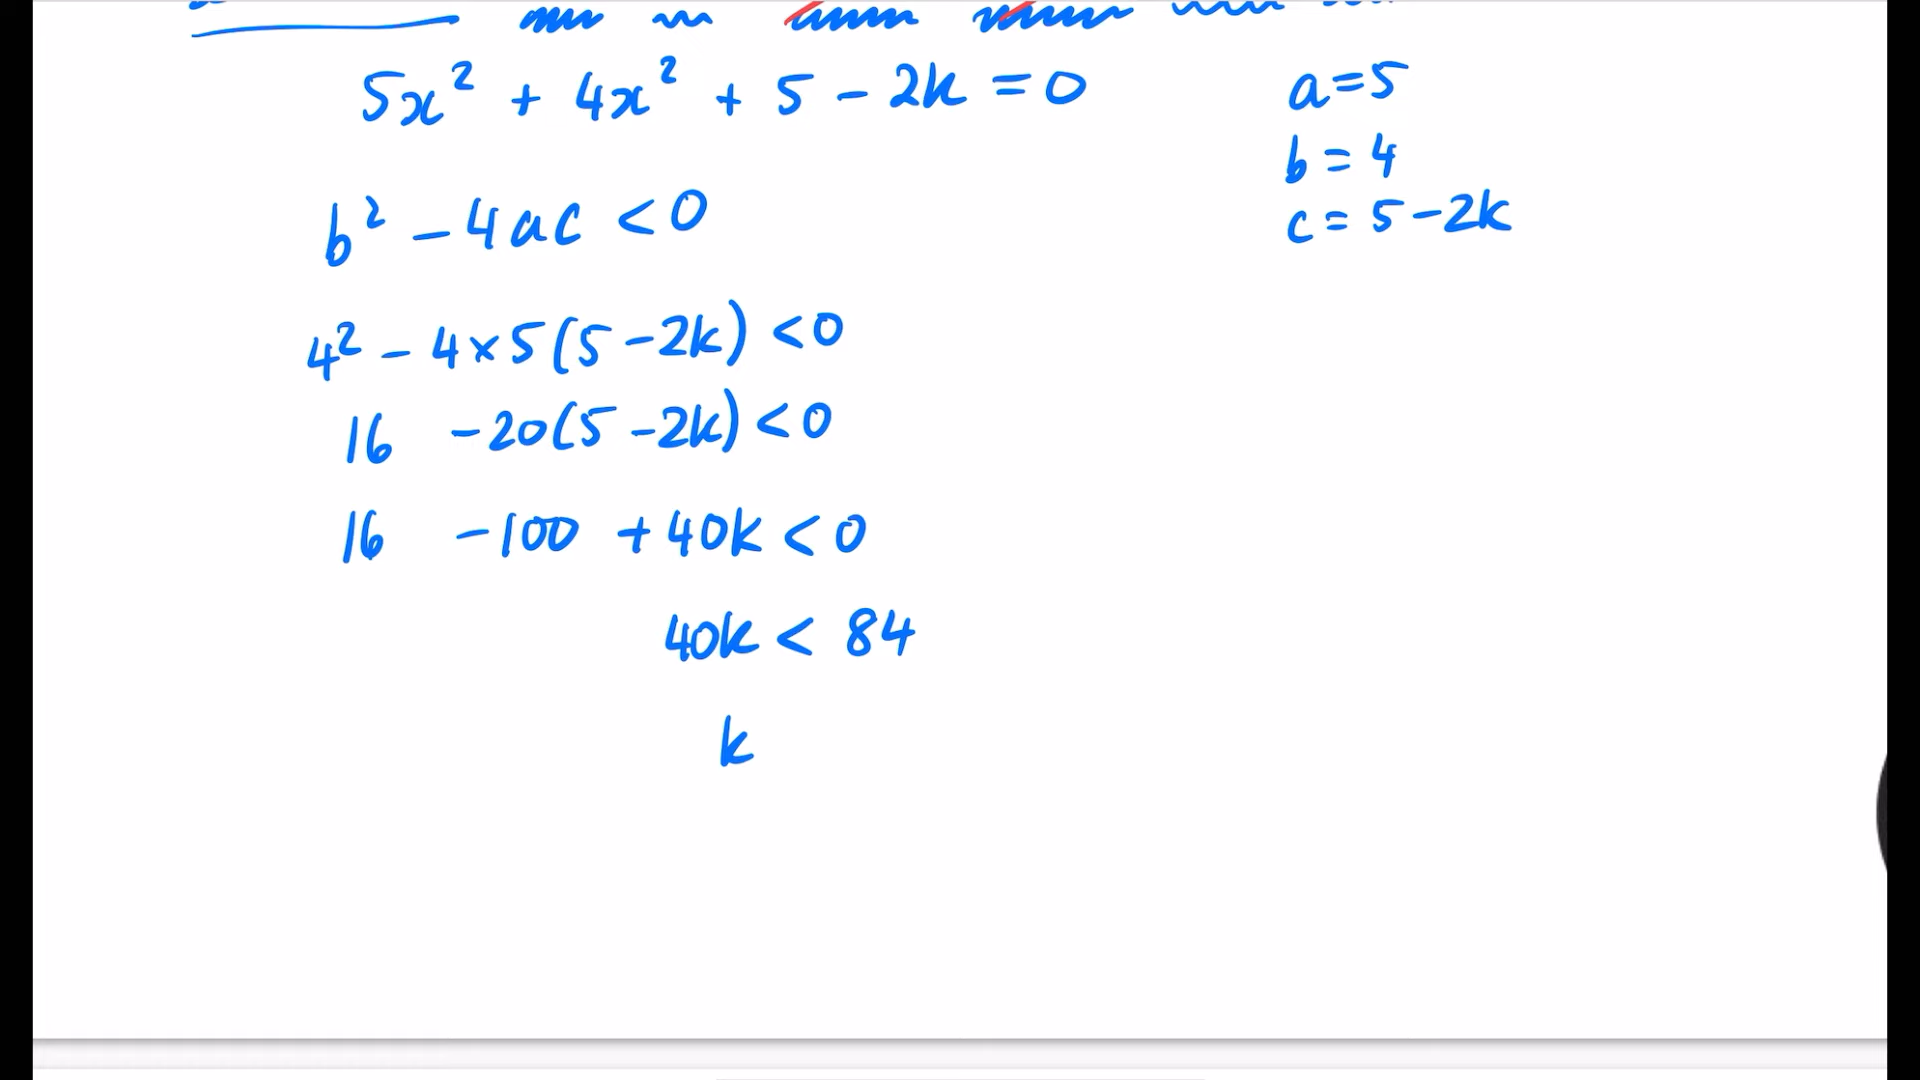 5x² + 4x² + 5 - 2k = 0
a = 5
b = 4
c = 5 - 2k
b² - 4ac < 0
4² - 4 × 5(5 - 2k) < 0
16 - 20(5 - 2k) < 0
16 - 100 + 40k < 0
40k < 84
k